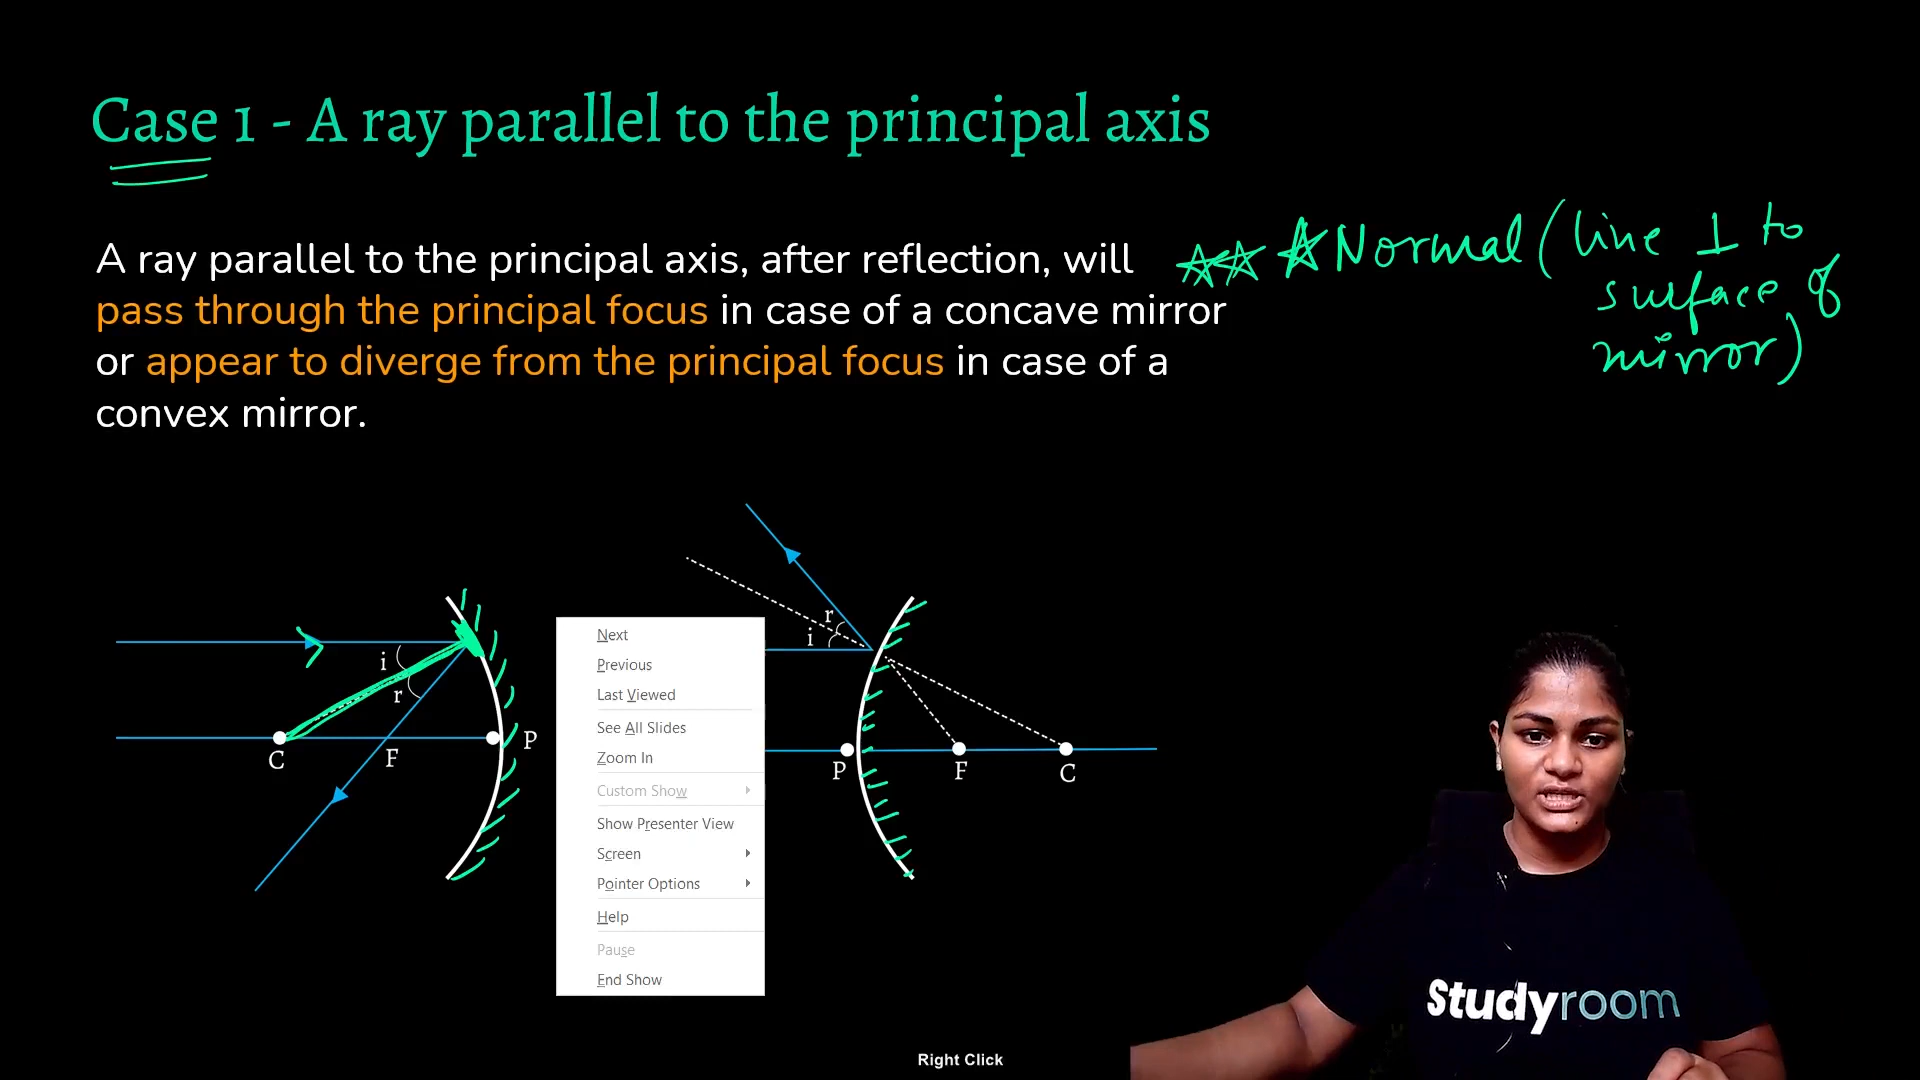 Case 1 - A ray parallel to the principal axis
A ray parallel to the principal axis, after reflection, will
pass through the principal focus in case of a concave mirror
or appear to diverge from the principal focus in case of a
convex mirror.
Normal (line ⊥ to
surface of
mirror)
i
r
C
F
P
r
i
P
F
C
Next
Previous
Last Viewed
See All Slides
Zoom In
Custom Show
Show Presenter View
Screen
Pointer Options
Help
Pause
End Show
Studyroom
Right Click